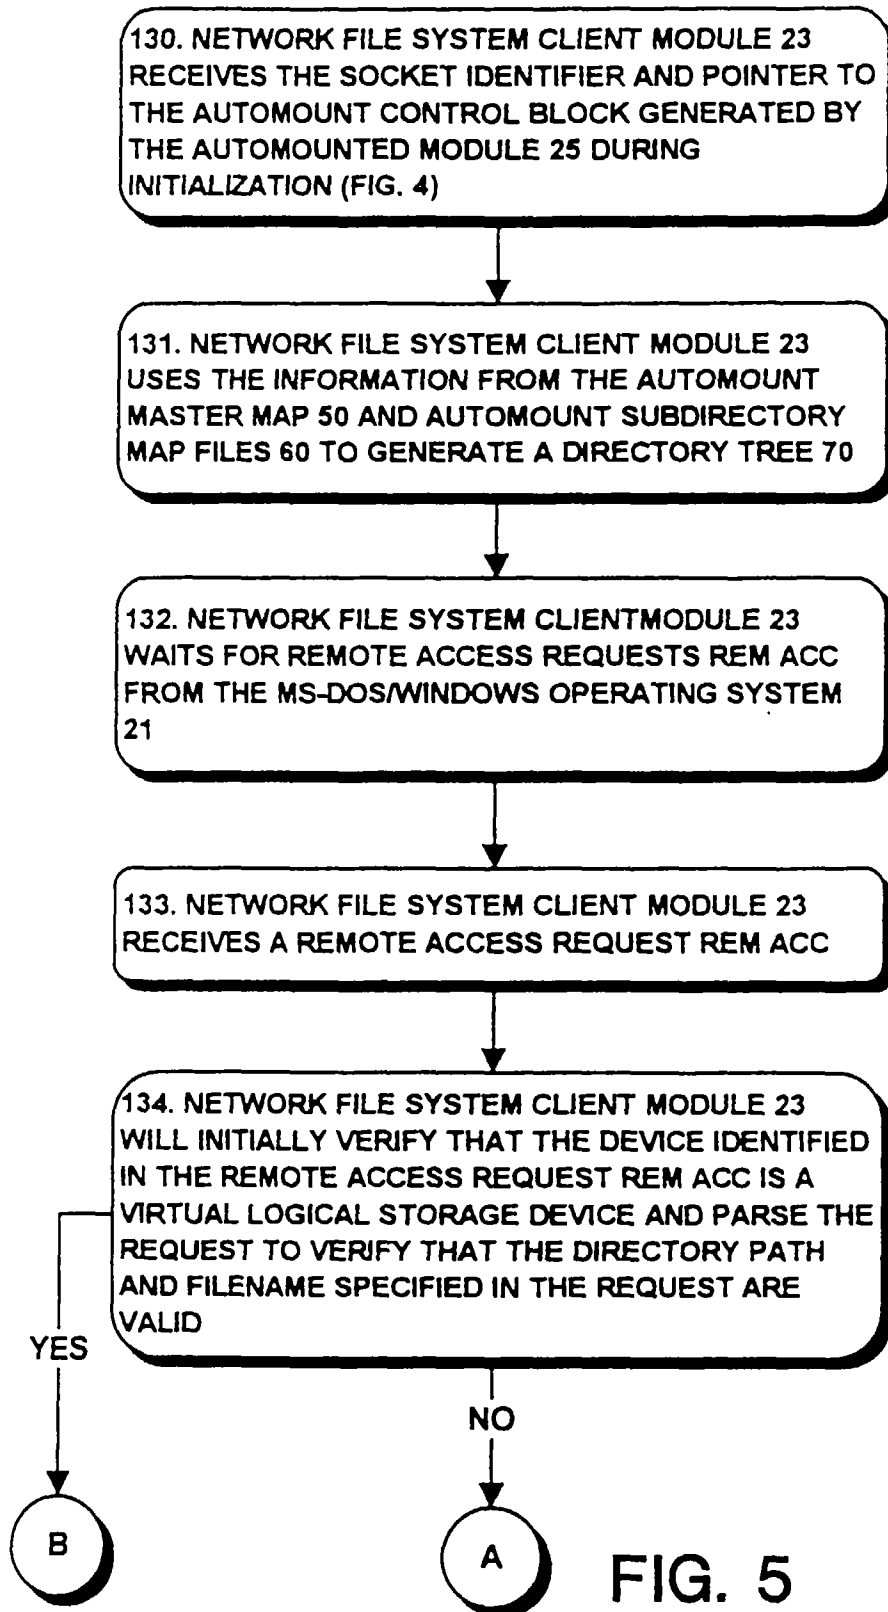 130. NETWORK FILE SYSTEM CLIENT MODULE 23
RECEIVES THE SOCKET IDENTIFIER AND POINTER TO
THE AUTOMOUNT CONTROL BLOCK GENERATED BY
THE AUTOMOUNTED MODULE 25 DURING
INITIALIZATION (FIG. 4)
131. NETWORK FILE SYSTEM CLIENT MODULE 23
USES THE INFORMATION FROM THE AUTOMOUNT
MASTER MAP 50 AND AUTOMOUNT SUBDIRECTORY
MAP FILES 60 TO GENERATE A DIRECTORY TREE 70
132. NETWORK FILE SYSTEM CLIENTMODULE 23
WAITS FOR REMOTE ACCESS REQUESTS REM ACC
FROM THE MS-DOS/WINDOWS OPERATING SYSTEM
21
133. NETWORK FILE SYSTEM CLIENT MODULE 23
RECEIVES A REMOTE ACCESS REQUEST REM ACC
134. NETWORK FILE SYSTEM CLIENT MODULE 23
WILL INITIALLY VERIFY THAT THE DEVICE IDENTIFIED
IN THE REMOTE ACCESS REQUEST REM ACC IS A
VIRTUAL LOGICAL STORAGE DEVICE AND PARSE THE
REQUEST TO VERIFY THAT THE DIRECTORY PATH
AND FILENAME SPECIFIED IN THE REQUEST ARE
VALID
YES
NO
B
A
FIG. 5